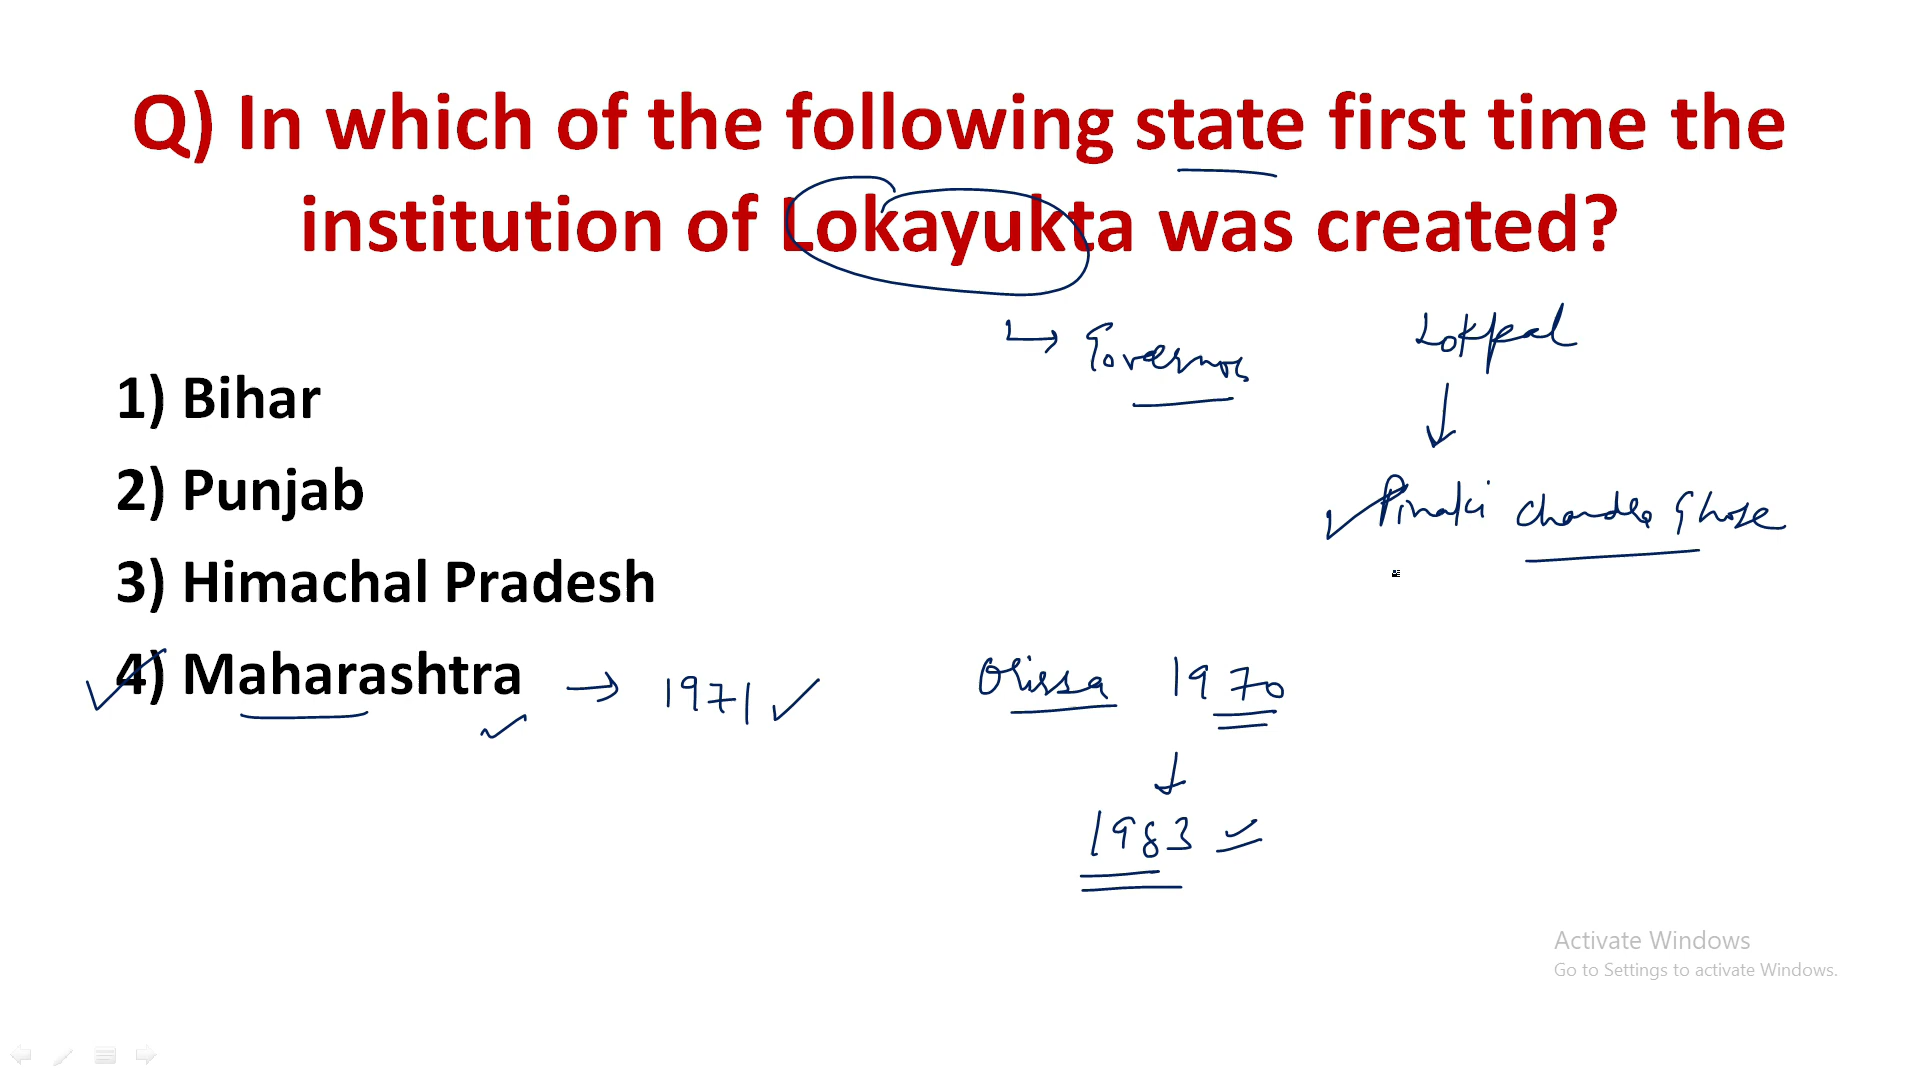 Q) In which of the following state first time the
institution of Lokayukta was created?
Governor
Lokpal
1) Bihar
2) Punjab
Pinaki Chandra Ghose
3) Himachal Pradesh
4) Maharashtra → 1971
Orissa 1970
1983
Activate Windows
Go to Settings to activate Windows.